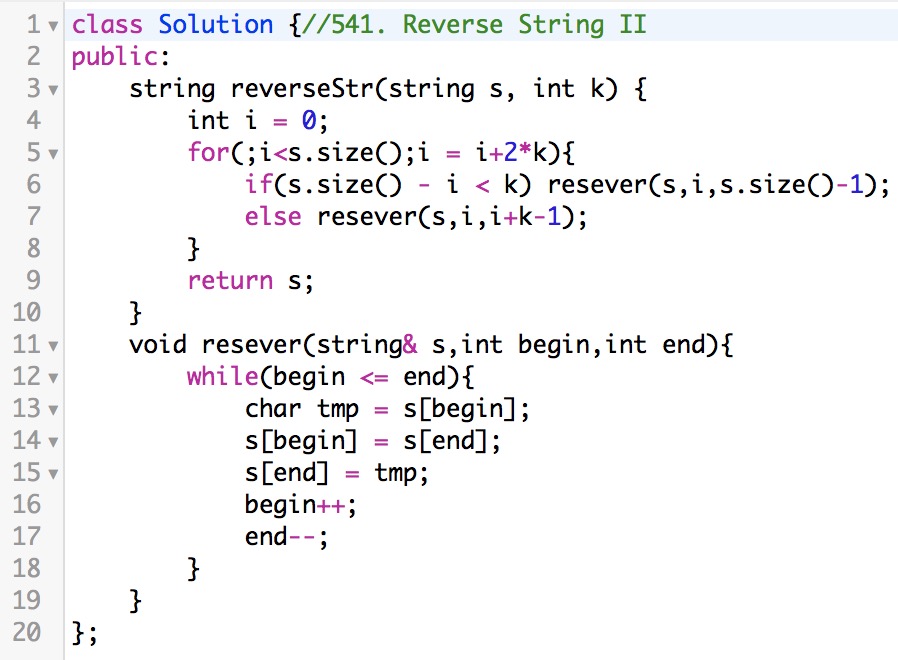 1 class Solution {//541. Reverse String II
2 public:
3     string reverseStr(string s, int k) {
4         int i = 0;
5         for(;i<s.size();i = i+2*k){
6             if(s.size() - i < k) resever(s,i,s.size()-1);
7             else resever(s,i,i+k-1);
8         }
9         return s;
10     }
11     void resever(string& s,int begin,int end){
12         while(begin <= end){
13             char tmp = s[begin];
14             s[begin] = s[end];
15             s[end] = tmp;
16             begin++;
17             end--;
18         }
19     }
20 };